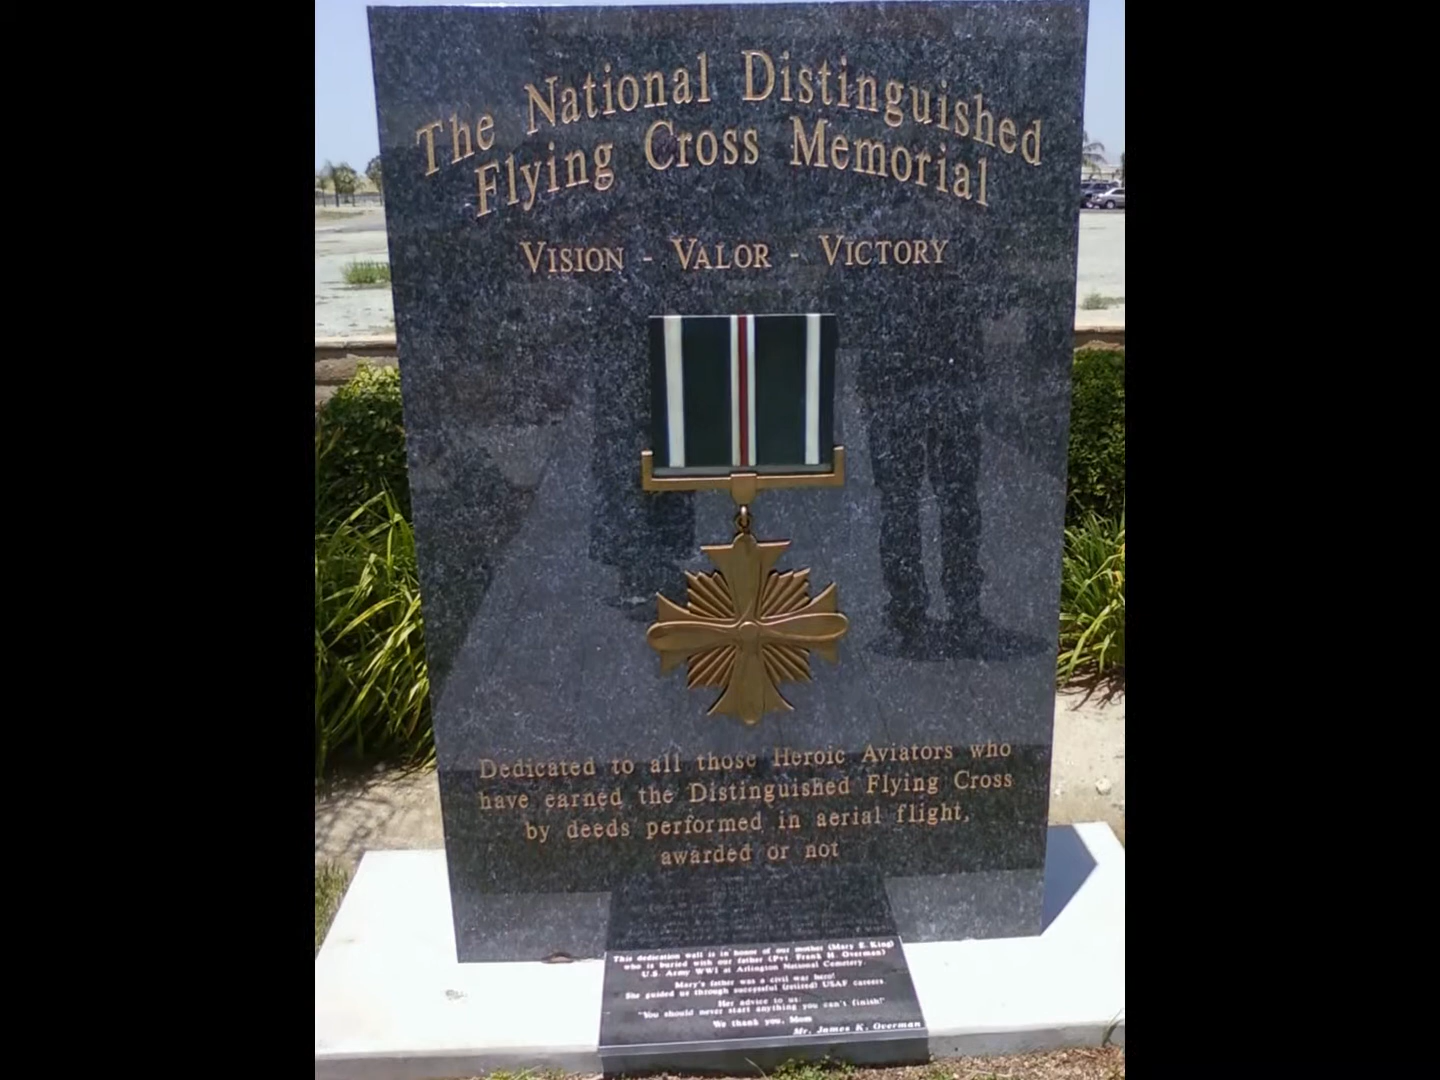 The National Distinguished
Flying Cross Memorial
VISION - VALOR - VICTORY
Dedicated to all those Heroic Aviators who
have earned the Distinguished Flying Cross
by deeds performed in aerial flight,
awarded or not
This dedication wall is in honor of our mother (Mary E. King)
who is buried with our father (Pvt. Frank H. Overman)
U.S. Army WWI at Arlington National Cemetery.
Mary's father was a civil war hero!
She guided us through successful (retired) USAF careers.
Her advice to us:
"You should never start anything you can't finish!"
We thank you, Mom
Mr. James K. Overman